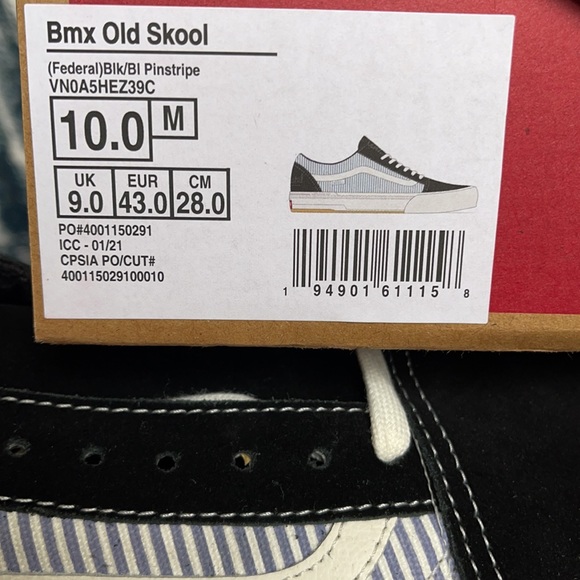 Bmx Old Skool
(Federal)Blk/Bl Pinstripe
VN0A5HEZ39C
10.0 M
UK EUR CM
9.0 43.0 28.0
PO#4001150291
ICC - 01/21
CPSIA PO/CUT#
400115029100010
1 94901 61115 8